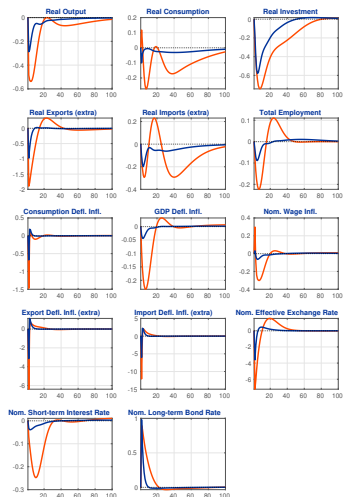 Real Output
Real Consumption
Real Investment
0
-0.2
-0.4
-0.6
20 40 60 80 100
0.2
0.1
0
-0.1
-0.2
-0.3
20 40 60 80 100
0
-0.2
-0.4
-0.6
20 40 60 80 100
Real Exports (extra)
Real Imports (extra)
Total Employment
0
-0.5
-1
-1.5
-2
20 40 60 80 100
0.2
0
-0.2
-0.4
20 40 60 80 100
0.1
0
-0.1
-0.2
20 40 60 80 100
Consumption Defl. Infl.
GDP Defl. Infl.
Nom. Wage Infl.
0.5
0
-0.5
-1
-1.5
20 40 60 80 100
0
-0.05
-0.1
-0.15
-0.2
20 40 60 80 100
0.4
0.2
0
-0.2
-0.4
20 40 60 80 100
Export Defl. Infl. (extra)
Import Defl. Infl. (extra)
Nom. Effective Exchange Rate
0
-2
-4
-6
20 40 60 80 100
5
0
-5
-10
-15
20 40 60 80 100
0
-2
-4
-6
20 40 60 80 100
Nom. Short-term Interest Rate
Nom. Long-term Bond Rate
0
-0.1
-0.2
-0.3
20 40 60 80 100
1
0.5
0
20 40 60 80 100